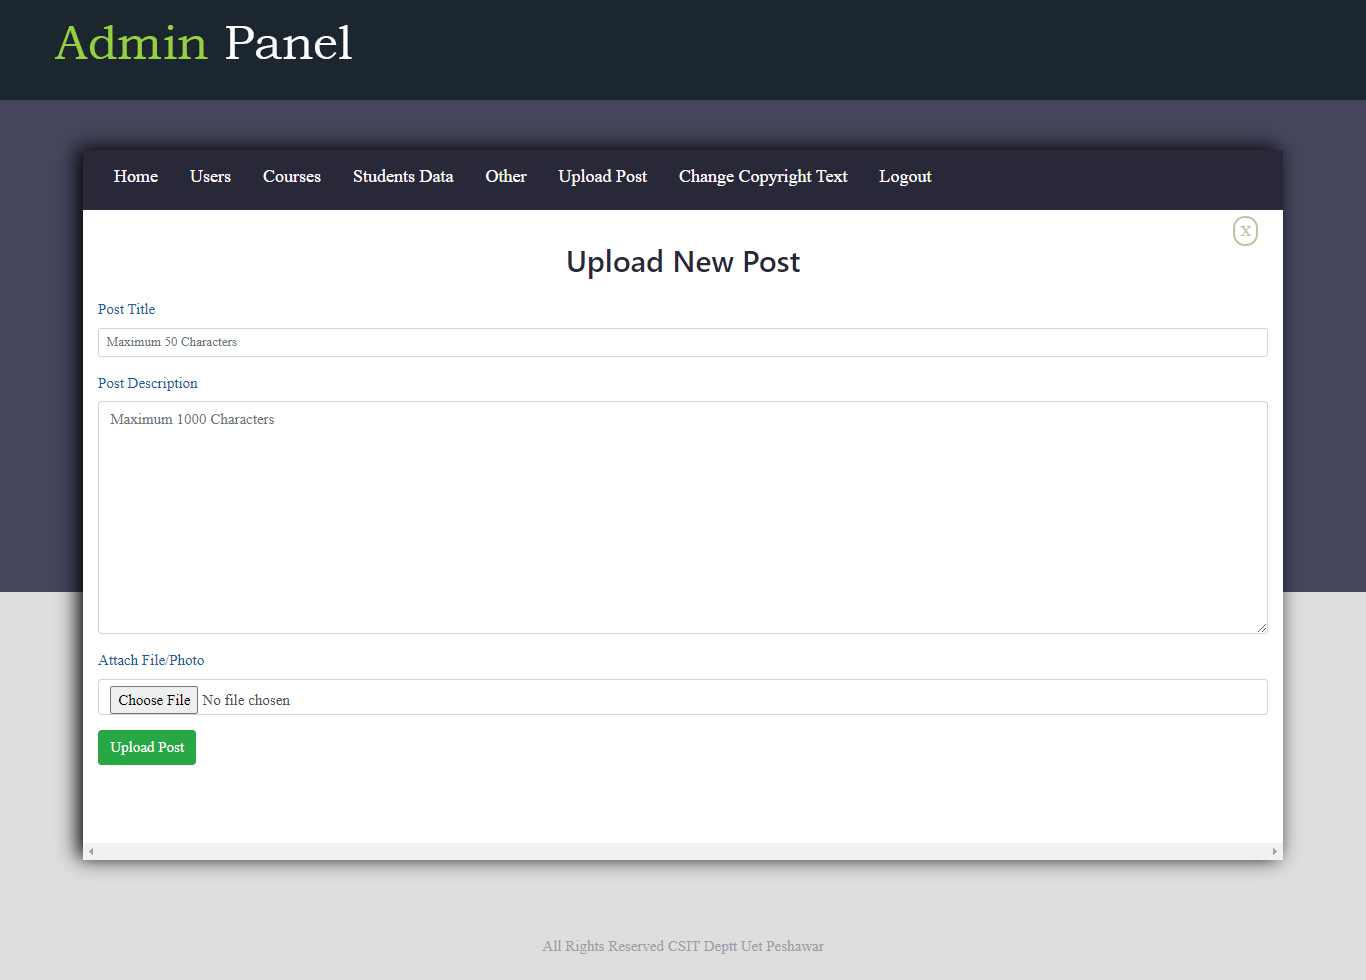 Admin Panel
Home Users Courses Students Data Other Upload Post Change Copyright Text Logout
X
Upload New Post
Post Title
Maximum 50 Characters
Post Description
Maximum 1000 Characters
Attach File/Photo
Choose File No file chosen
Upload Post
All Rights Reserved CSIT Deptt Uet Peshawar